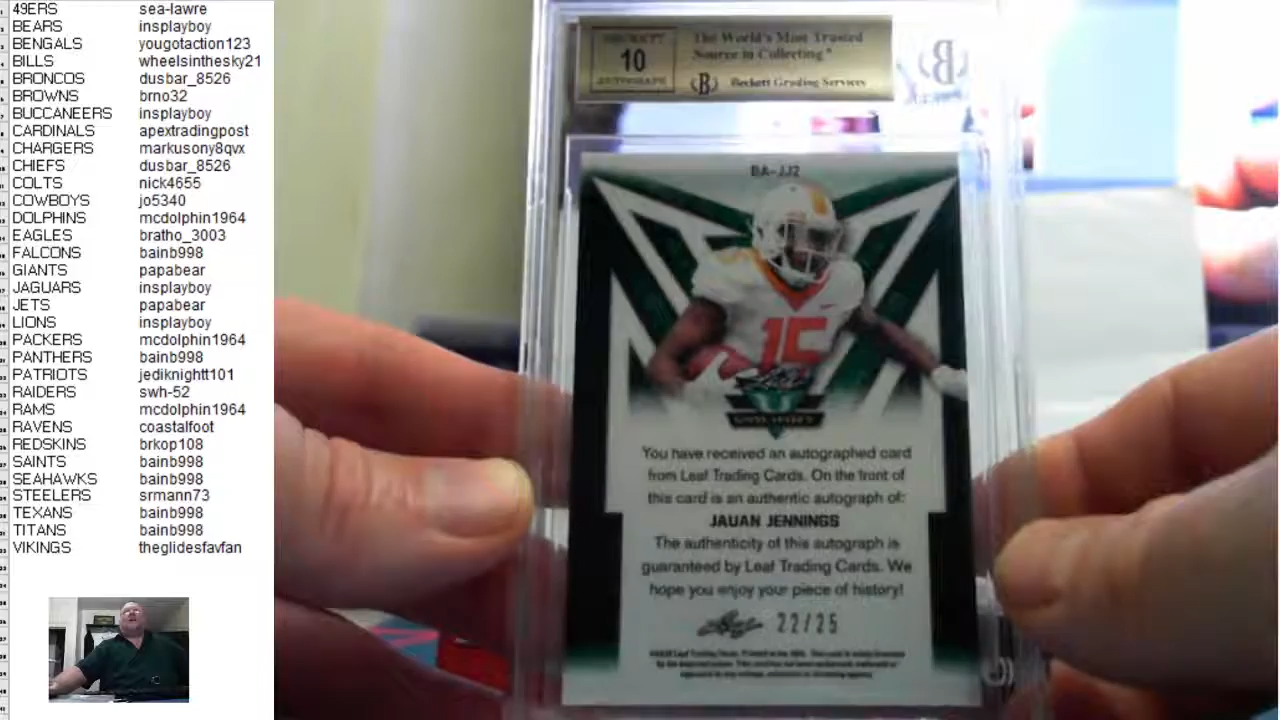 49ERS sea-lawre
BEARS insplayboy
BENGALS yougotaction123
BILLS wheelsinthesky21
BRONCOS dusbar_8526
BROWNS brno32
BUCCANEERS insplayboy
CARDINALS apextradingpost
CHARGERS markusony8qvx
CHIEFS dusbar_8526
COLTS nick4655
COWBOYS jo5340
DOLPHINS mcdolphin1964
EAGLES bratho_3003
FALCONS bainb998
GIANTS papabear
JAGUARS insplayboy
JETS papabear
LIONS insplayboy
PACKERS mcdolphin1964
PANTHERS bainb998
PATRIOTS jediknightt101
RAIDERS swh-52
RAMS mcdolphin1964
RAVENS coastalfoot
REDSKINS brkop108
SAINTS bainb998
SEAHAWKS bainb998
STEELERS srmann73
TEXANS bainb998
TITANS bainb998
VIKINGS theglidesfavfan
BECKETT
10
AUTOGRAPH
The World's Most Trusted
Source in Collecting
B Beckett Grading Services
BA-JJ2
15
You have received an autographed card
from Leaf Trading Cards. On the front of
this card is an authentic autograph of:
JAUAN JENNINGS
The authenticity of this autograph is
guaranteed by Leaf Trading Cards. We
hope you enjoy your piece of history!
Leaf 22/25